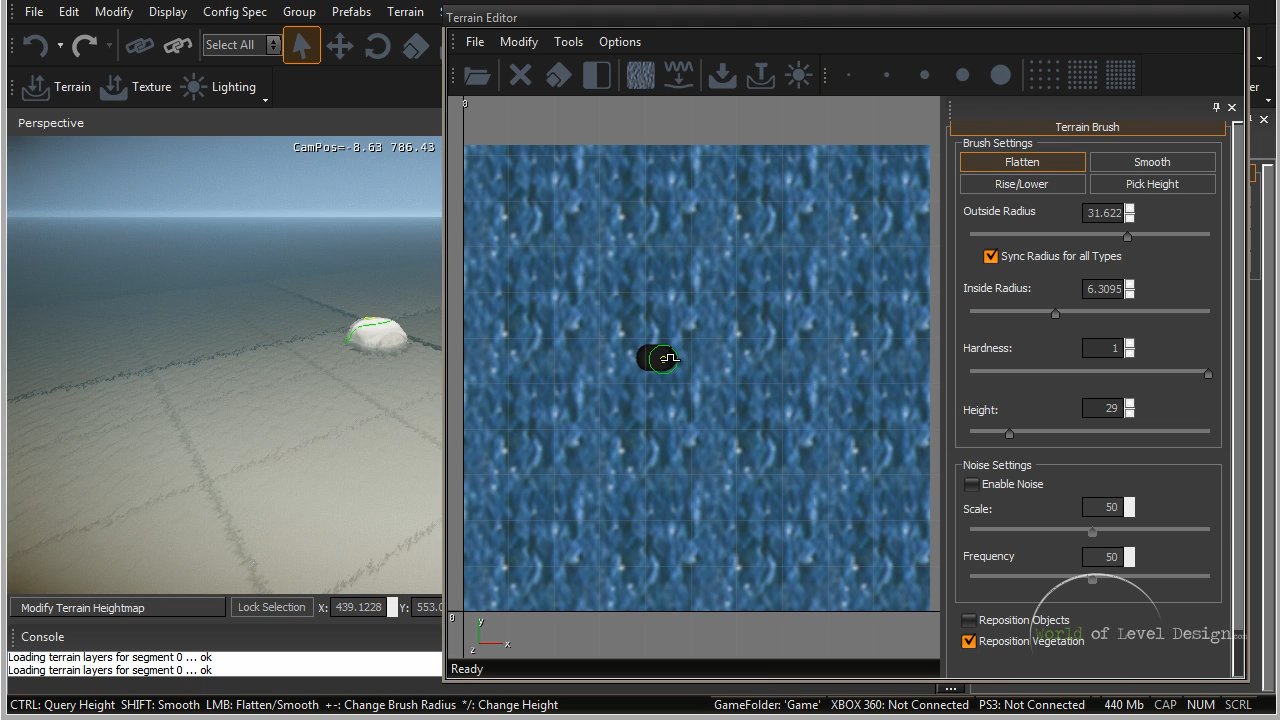 File Edit Modify Display Config Spec Group Prefabs Terrain
Select All
Terrain Texture Lighting
Perspective
CamPos=-8.63 786.43
Modify Terrain Heightmap Lock Selection X: 439.1228 Y: 553.0
Console
Loading terrain layers for segment 0 ... ok
Loading terrain layers for segment 0 ... ok
Terrain Editor
File Modify Tools Options
0
0
y
z x
Ready
Terrain Brush
Brush Settings
Flatten Smooth
Rise/Lower Pick Height
Outside Radius 31.622
Sync Radius for all Types
Inside Radius: 6.3095
Hardness: 1
Height: 29
Noise Settings
Enable Noise
Scale: 50
Frequency 50
Reposition Objects
World of Level Design.com
Reposition Vegetation
er
...
CTRL: Query Height SHIFT: Smooth LMB: Flatten/Smooth +-: Change Brush Radius */: Change Height GameFolder: 'Game' XBOX 360: Not Connected PS3: Not Connected 440 Mb CAP NUM SCRL